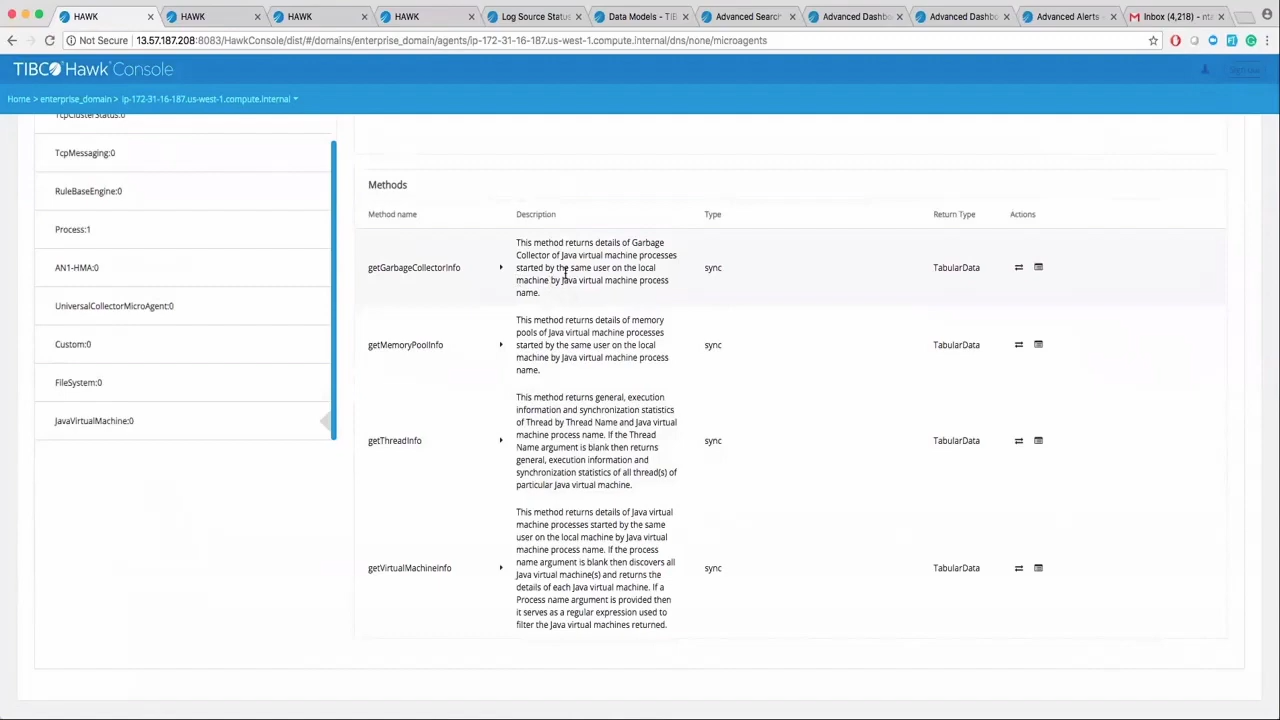 HAWK
HAWK
HAWK
HAWK
Log Source Statu
Data Models - TIB
Advanced Searc
Advanced Dashb
Advanced Dashb
Advanced Alerts -
Inbox (4,218) - nta
Not Secure 13.57.187.208:8083/HawkConsole/dist/#/domains/enterprise_domain/agents/ip-172-31-16-187.us-west-1.compute.internal/dns/none/microagents
TIBCO Hawk Console
Home > enterprise_domain > ip-172-31-16-187.us-west-1.compute.internal
TcpClusterStatus:0
TcpMessaging:0
RuleBaseEngine:0
Process:1
AN1-HMA:0
UniversalCollectorMicroAgent:0
Custom:0
FileSystem:0
JavaVirtualMachine:0
Methods
Method name Description Type Return Type Actions
getGarbageCollectorInfo
This method returns details of Garbage
Collector of Java virtual machine processes
started by the same user on the local
machine by Java virtual machine process
name.
sync TabularData
getMemoryPoolInfo
This method returns details of memory
pools of Java virtual machine processes
started by the same user on the local
machine by Java virtual machine process
name.
sync TabularData
getThreadInfo
This method returns general, execution
information and synchronization statistics
of Thread by Thread Name and Java virtual
machine process name. If the Thread
Name argument is blank then returns
general, execution information and
synchronization statistics of all thread(s) of
particular Java virtual machine.
sync TabularData
getVirtualMachineInfo
This method returns details of Java virtual
machine processes started by the same
user on the local machine by Java virtual
machine process name. If the process
name argument is blank then discovers all
Java virtual machine(s) and returns the
details of each Java virtual machine. If a
Process name argument is provided then
it serves as a regular expression used to
filter the Java virtual machines returned.
sync TabularData